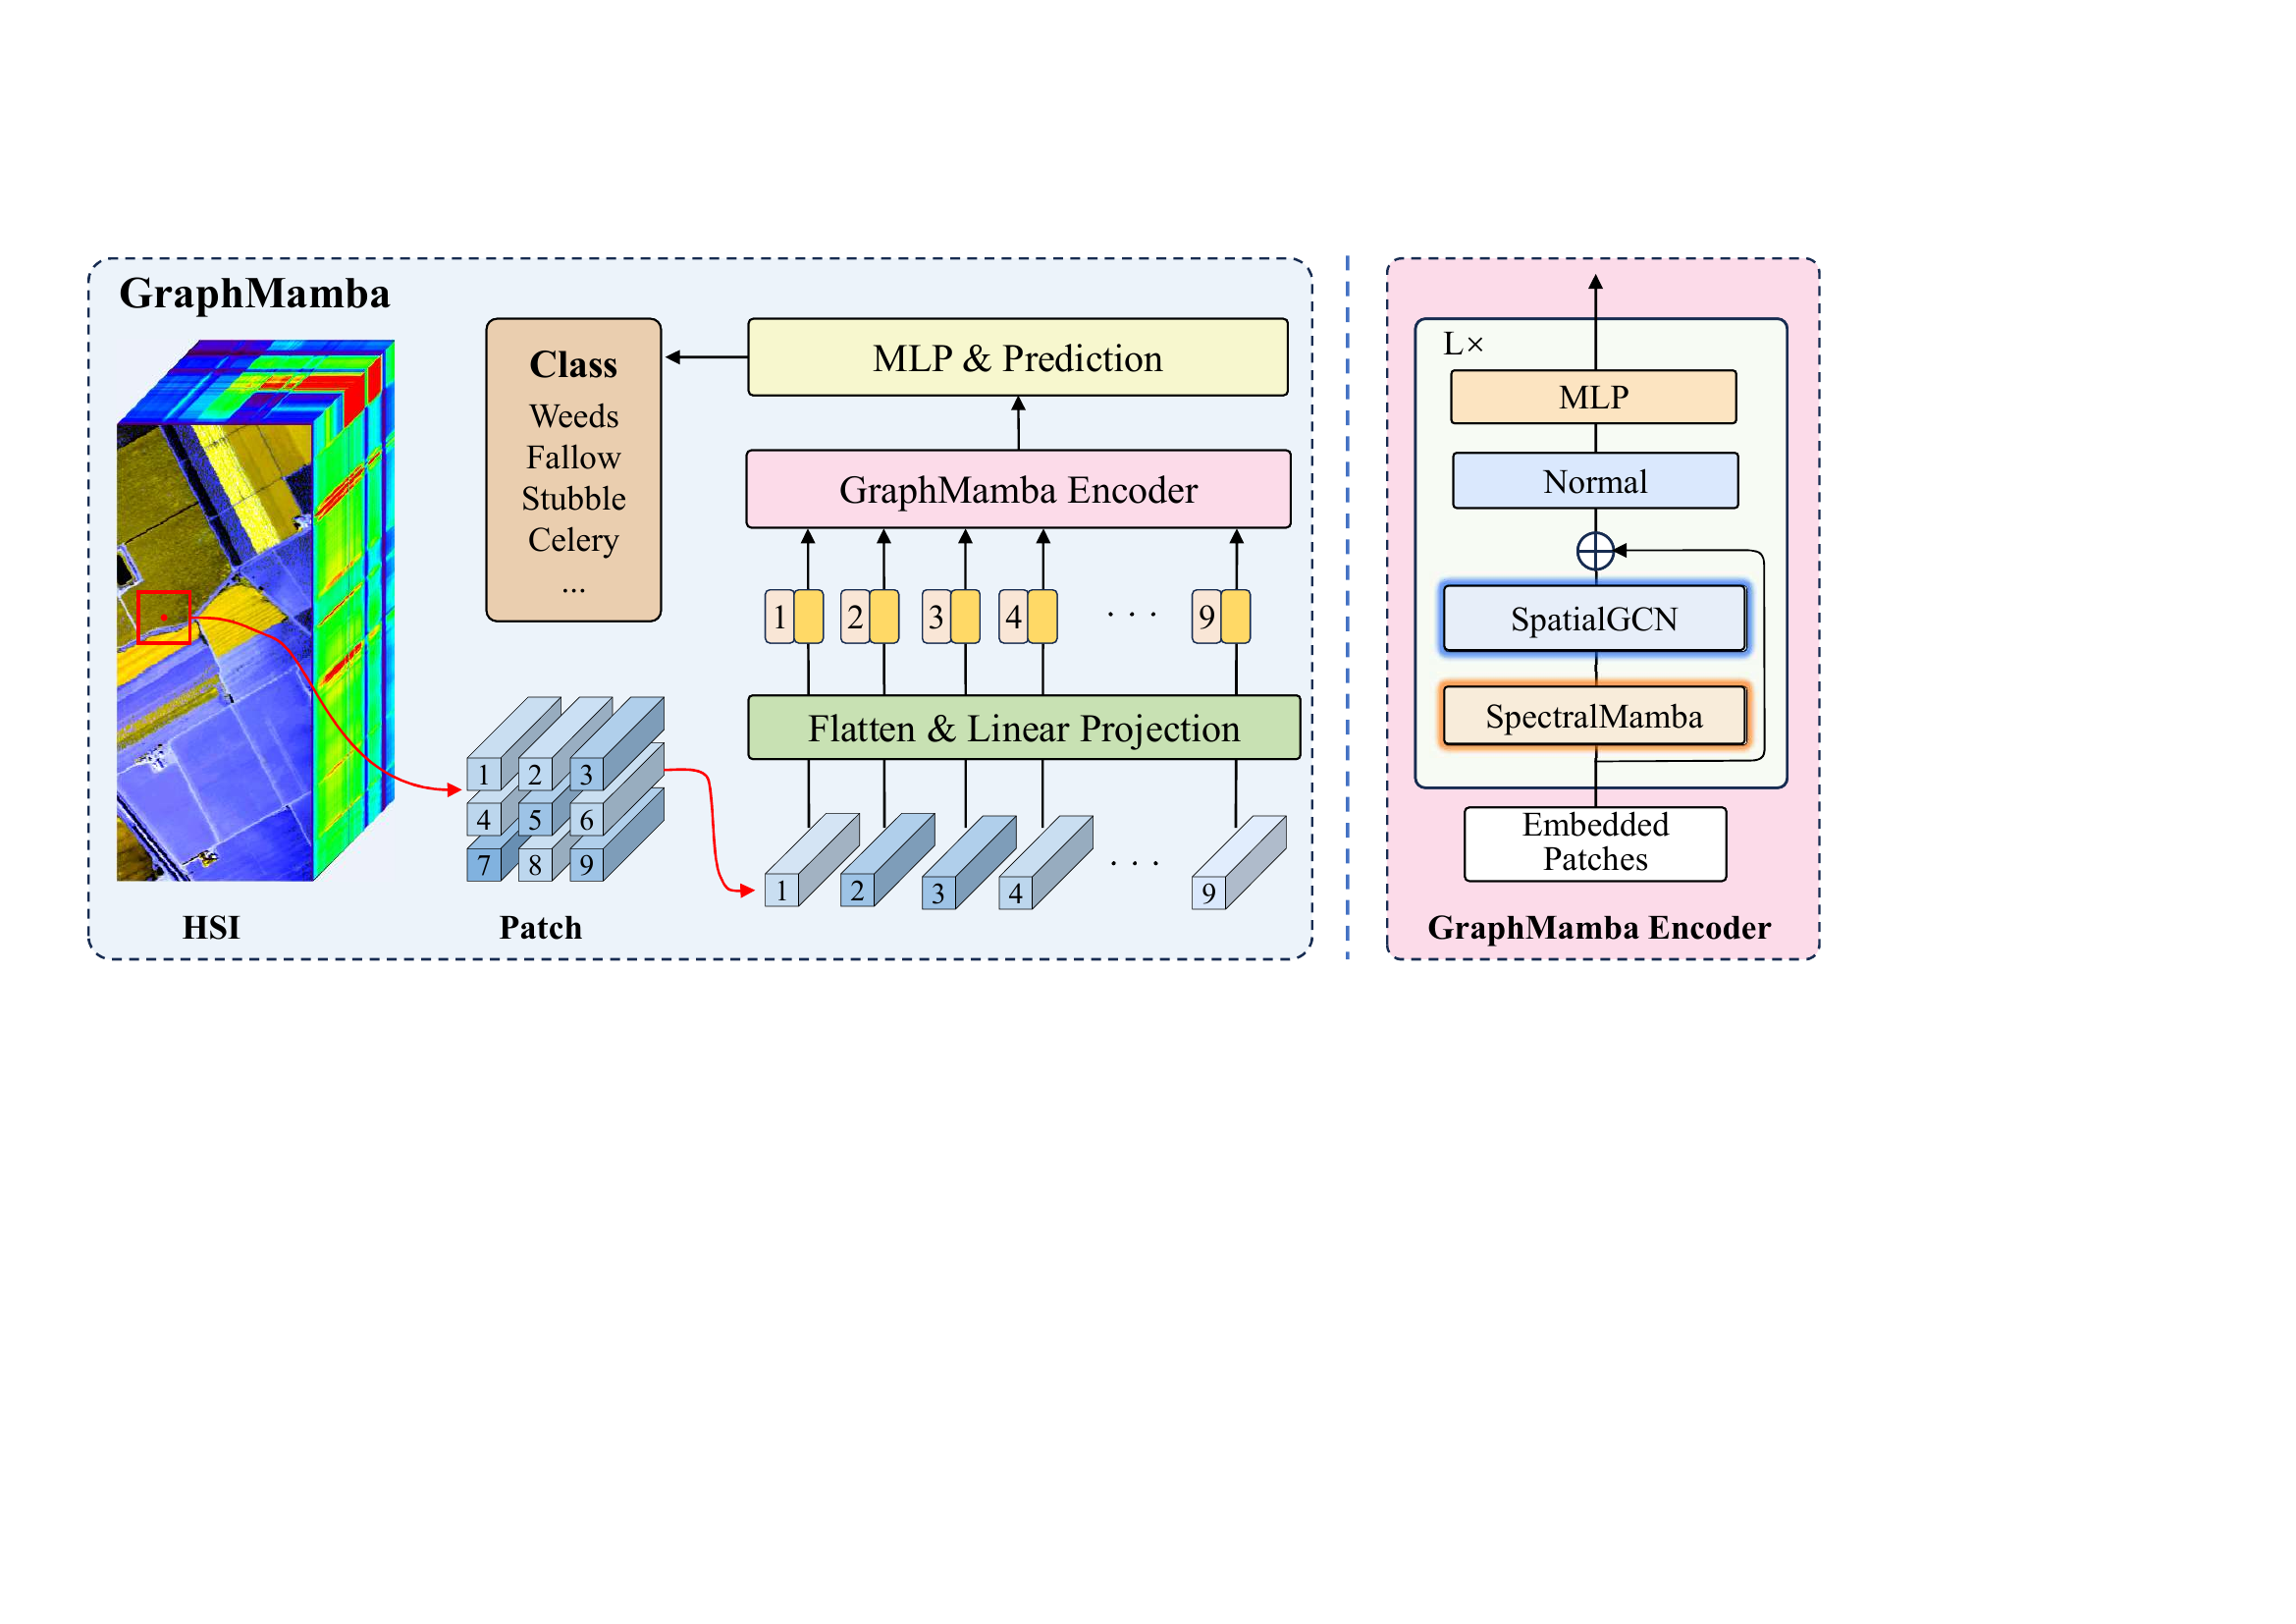 GraphMamba
Class
Weeds
Fallow
Stubble
Celery
...
MLP & Prediction
GraphMamba Encoder
1 2 3 4 · · · 9
Flatten & Linear Projection
1 2 3
4 5 6
7 8 9
1 2 3 4 · · · 9
HSI
Patch
L×
MLP
Normal
SpatialGCN
SpectralMamba
Embedded
Patches
GraphMamba Encoder